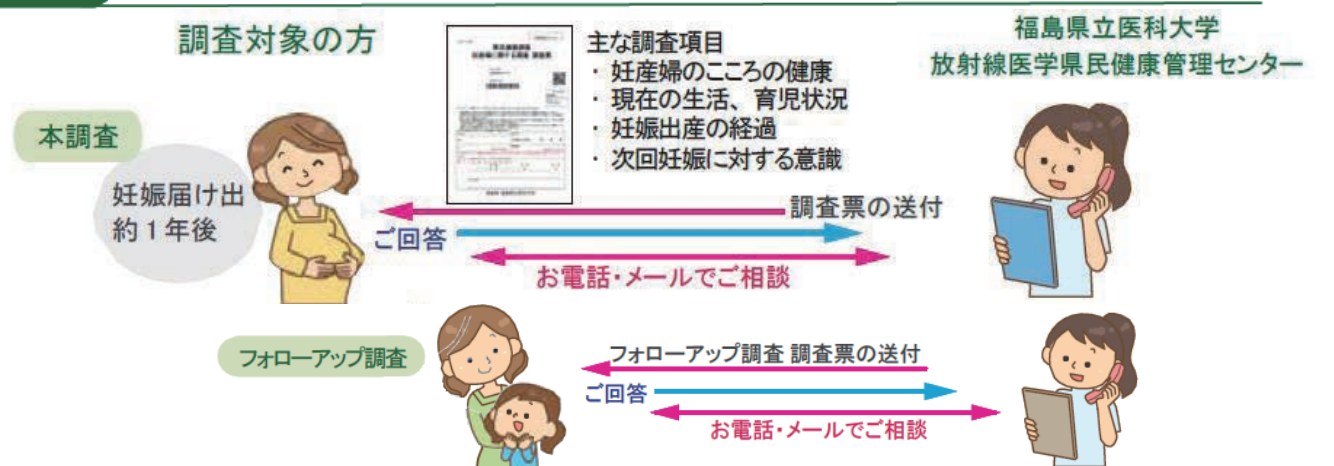 調査対象の方
主な調査項目
・ 妊産婦のこころの健康
・ 現在の生活、育児状況
・ 妊娠出産の経過
・ 次回妊娠に対する意識
福島県立医科大学
放射線医学県民健康管理センター
本調査
妊娠届け出
約1年後
調査票の送付
ご回答
お電話・メールでご相談
フォローアップ調査
フォローアップ調査 調査票の送付
ご回答
お電話・メールでご相談